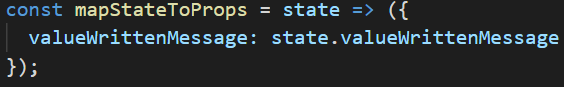 const mapStateToProps = state => ({
valueWrittenMessage: state.valueWrittenMessage
});